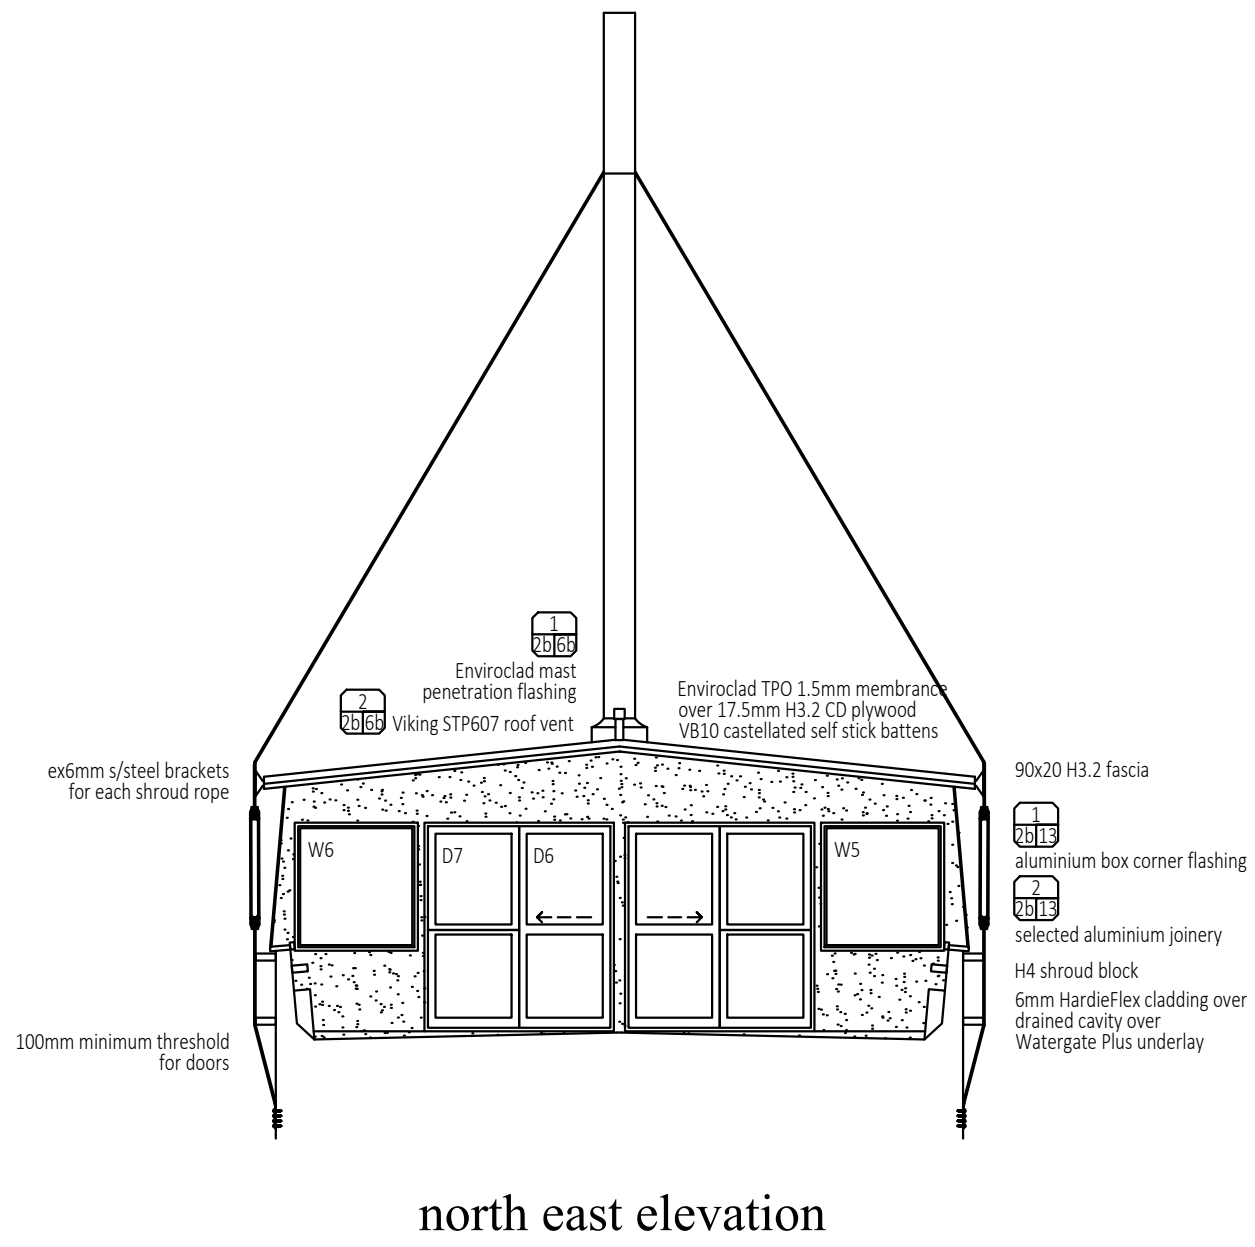 1
2b 6b
Enviroclad mast
penetration flashing
2
2b 6b
Viking STP607 roof vent
Enviroclad TPO 1.5mm membrance
over 17.5mm H3.2 CD plywood
VB10 castellated self stick battens
ex6mm s/steel brackets
for each shroud rope
90x20 H3.2 fascia
1
2b 13
aluminium box corner flashing
2
2b 13
selected aluminium joinery
H4 shroud block
6mm HardieFlex cladding over
drained cavity over
Watergate Plus underlay
W6
D7
D6
W5
100mm minimum threshold
for doors
north east elevation